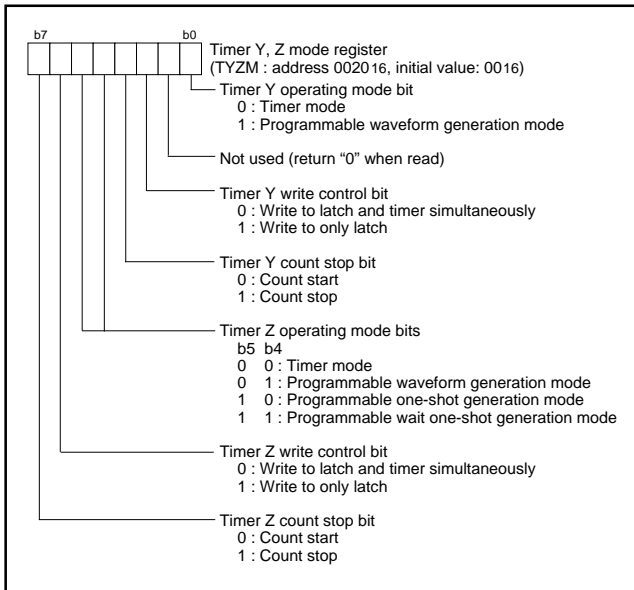 b7 b0
Timer Y, Z mode register
(TYZM : address 002016, initial value: 0016)
Timer Y operating mode bit
0 : Timer mode
1 : Programmable waveform generation mode
Not used (return “0” when read)
Timer Y write control bit
0 : Write to latch and timer simultaneously
1 : Write to only latch
Timer Y count stop bit
0 : Count start
1 : Count stop
Timer Z operating mode bits
b5 b4
0 0 : Timer mode
0 1 : Programmable waveform generation mode
1 0 : Programmable one-shot generation mode
1 1 : Programmable wait one-shot generation mode
Timer Z write control bit
0 : Write to latch and timer simultaneously
1 : Write to only latch
Timer Z count stop bit
0 : Count start
1 : Count stop